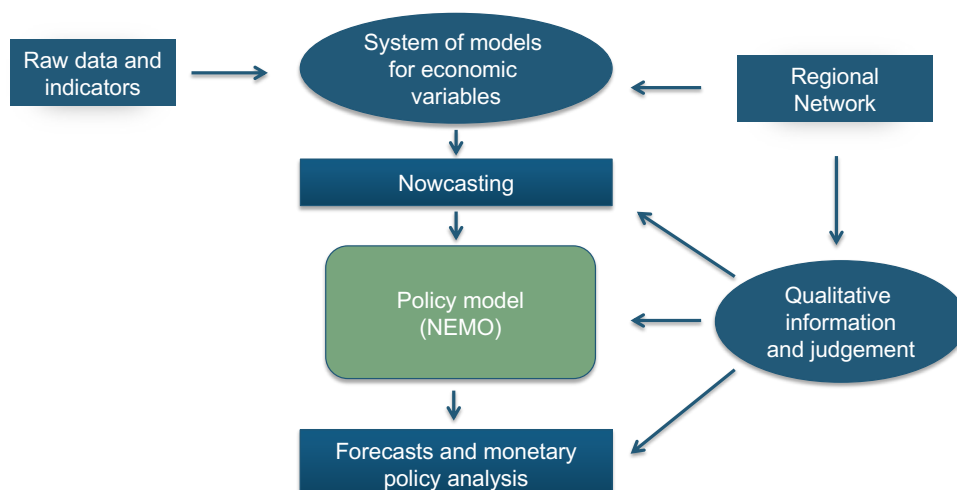 System of models
for economic
variables
Raw data and
indicators
Regional
Network
Nowcasting
Policy model
(NEMO)
Qualitative
information
and judgement
Forecasts and monetary
policy analysis